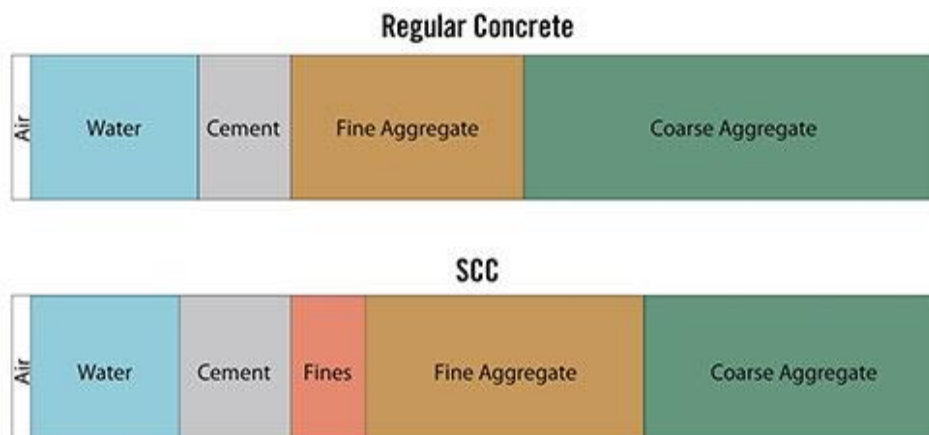 Regular Concrete
Air Water Cement Fine Aggregate Coarse Aggregate
SCC
Air Water Cement Fines Fine Aggregate Coarse Aggregate